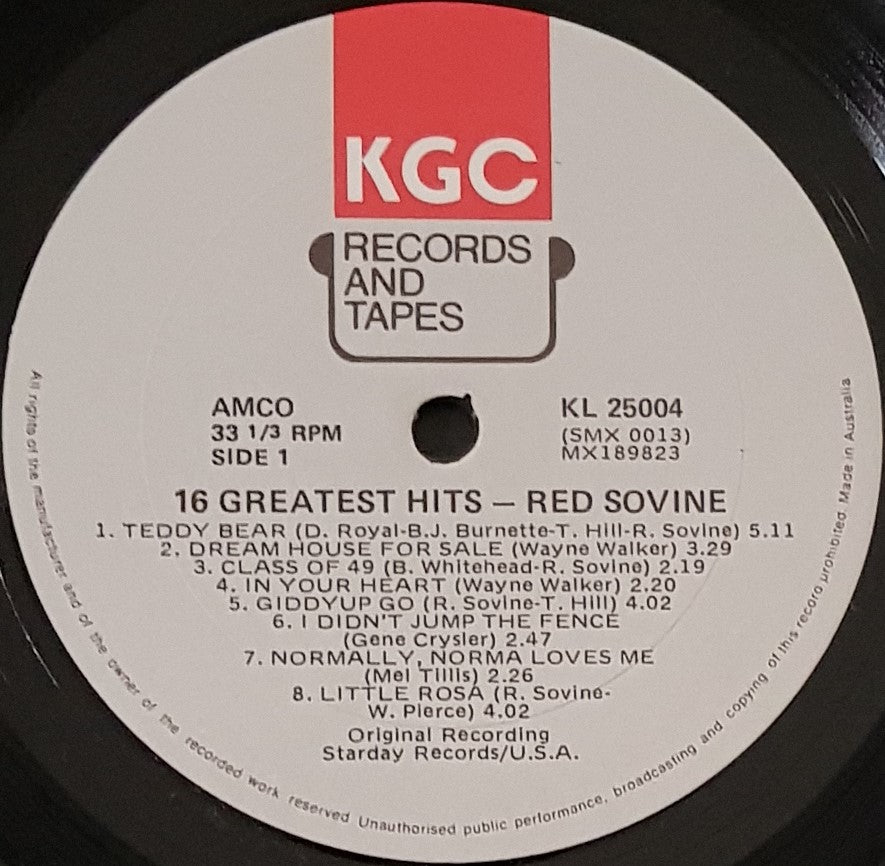 KGC
RECORDS
AND
TAPES
AMCO
33 1/3 RPM
SIDE 1
KL 25004
(SMX 0013)
MX189823
16 GREATEST HITS – RED SOVINE
1. TEDDY BEAR (D. Royal-B.J. Burnette-T. Hill-R. Sovine) 5.11
2. DREAM HOUSE FOR SALE (Wayne Walker) 3.29
3. CLASS OF 49 (B. Whitehead-R. Sovine) 2.19
4. IN YOUR HEART (Wayne Walker) 2.20
5. GIDDYUP GO (R. Sovine-T. Hill) 4.02
6. I DIDN'T JUMP THE FENCE
(Gene Crysler) 2.47
7. NORMALLY, NORMA LOVES ME
(Mel Tillis) 2.26
8. LITTLE ROSA (R. Sovine-
W. Pierce) 4.02
Original Recording
Starday Records/U.S.A.
All rights of the manufacturer and of the owner of the recorded work reserved Unauthorised public performance, broadcasting and copying of this record prohibited. Made in Australia